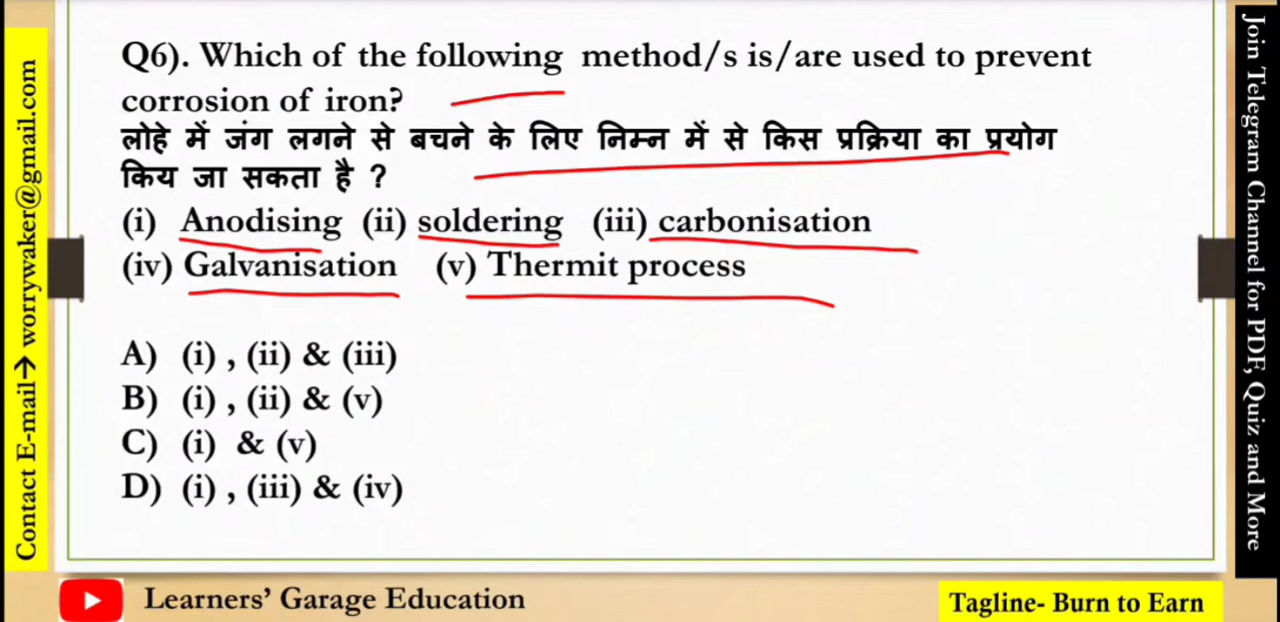 Q6). Which of the following method/s is/are used to prevent
corrosion of iron?
लोहे में जंग लगने से बचने के लिए निम्न में से किस प्रक्रिया का प्रयोग
किय जा सकता है ?
(i) Anodising (ii) soldering (iii) carbonisation
(iv) Galvanisation (v) Thermit process
A) (i) , (ii) & (iii)
B) (i) , (ii) & (v)
C) (i) & (v)
D) (i) , (iii) & (iv)
Contact E-mail→ worrywaker@gmail.com
Join Telegram Channel for PDF, Quiz and More
Learners’ Garage Education
Tagline- Burn to Earn